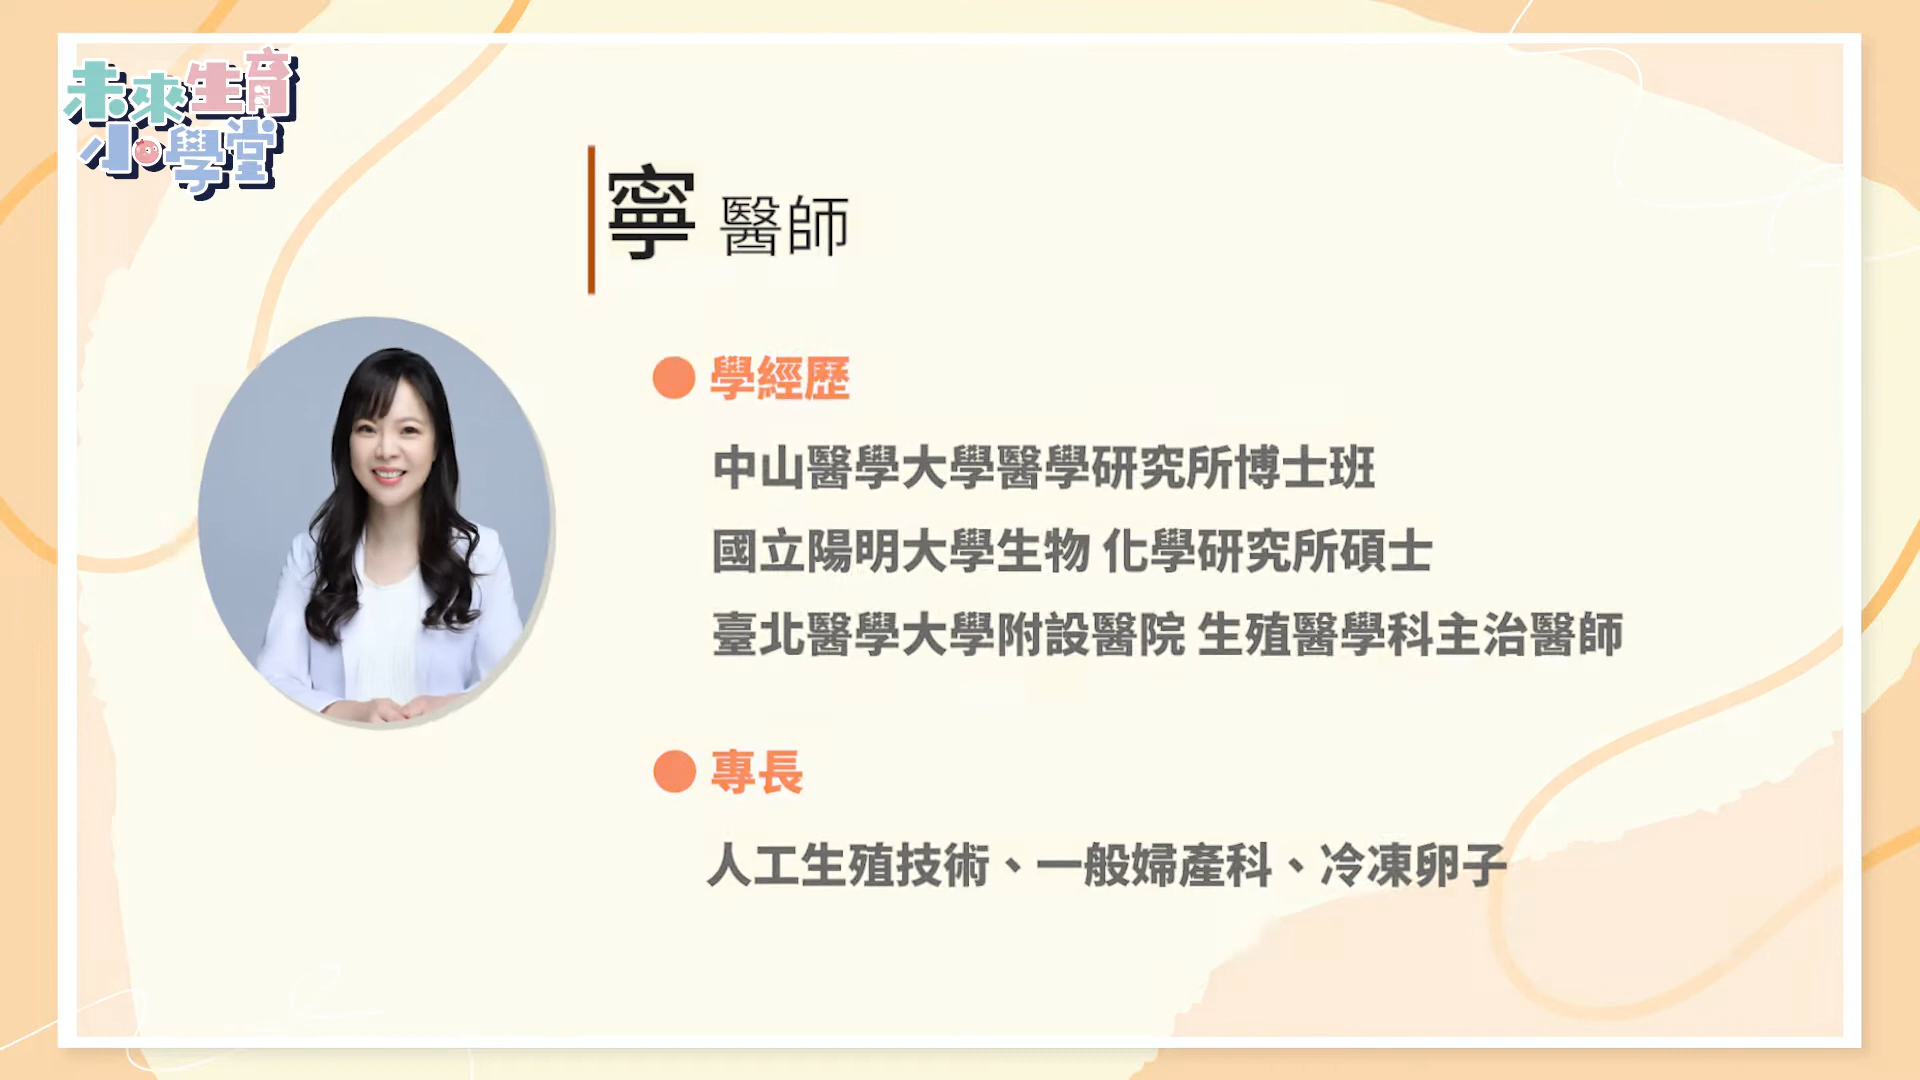 未來生育
小學堂
寧 醫師
學經歷
中山醫學大學醫學研究所博士班
國立陽明大學生物 化學研究所碩士
臺北醫學大學附設醫院 生殖醫學科主治醫師
專長
人工生殖技術、一般婦產科、冷凍卵子